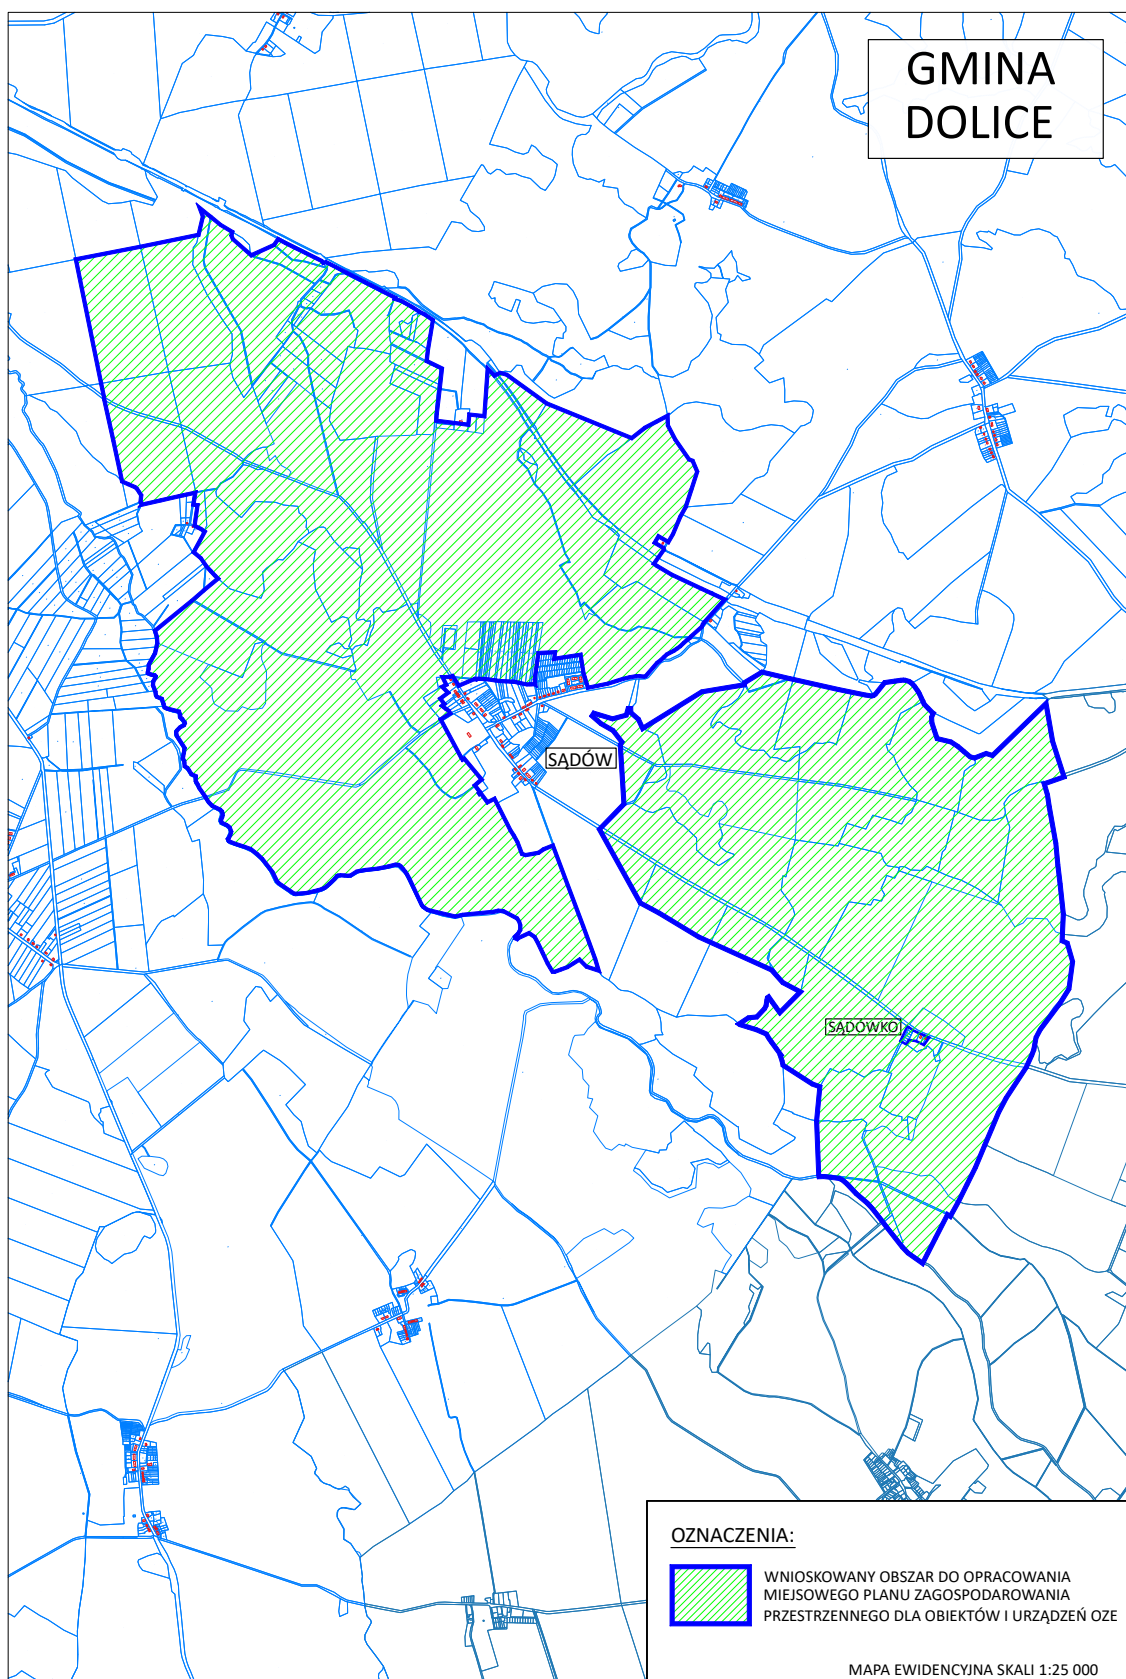 GMINA
DOLICE
SĄDÓW
SĄDÓWKO
OZNACZENIA:
WNIOSKOWANY OBSZAR DO OPRACOWANIA
MIEJSOWEGO PLANU ZAGOSPODAROWANIA
PRZESTRZENNEGO DLA OBIEKTÓW I URZĄDZEŃ OZE
MAPA EWIDENCYJNA SKALI 1:25 000